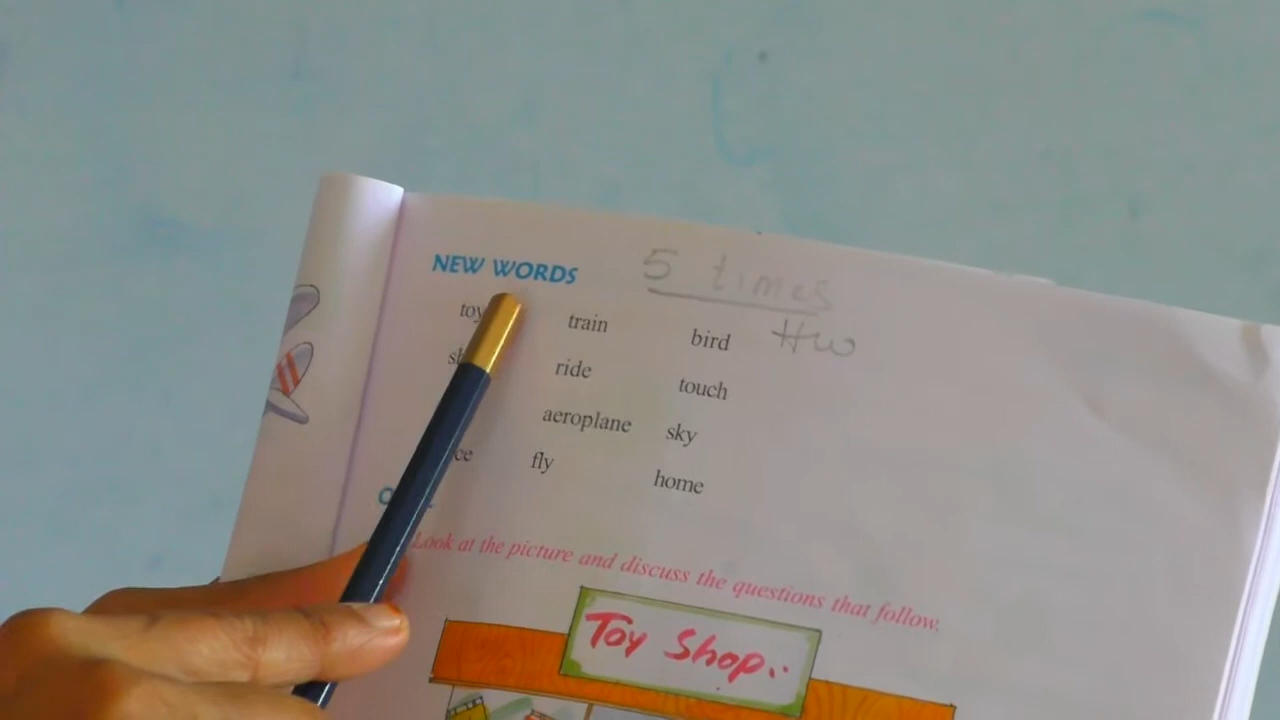 NEW WORDS 5 times
toy train bird HW
ride touch
aeroplane sky
fly home
Look at the picture and discuss the questions that follow.
Toy Shop..